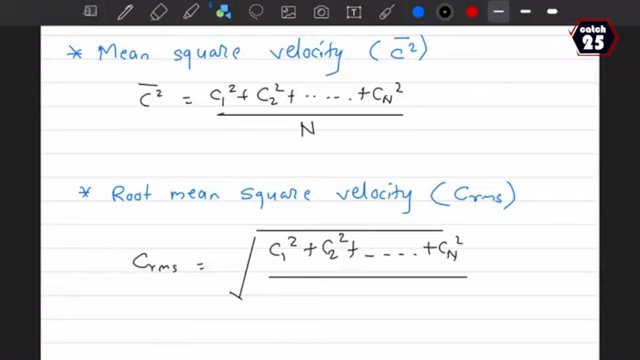 catch
25
* Mean square velocity (c̅²)
c̅² = c₁² + c₂² + ...... + c_N²
N
* Root mean square velocity (Crms)
Crms = √ c₁² + c₂² + _ _ _ . . . + c_N²